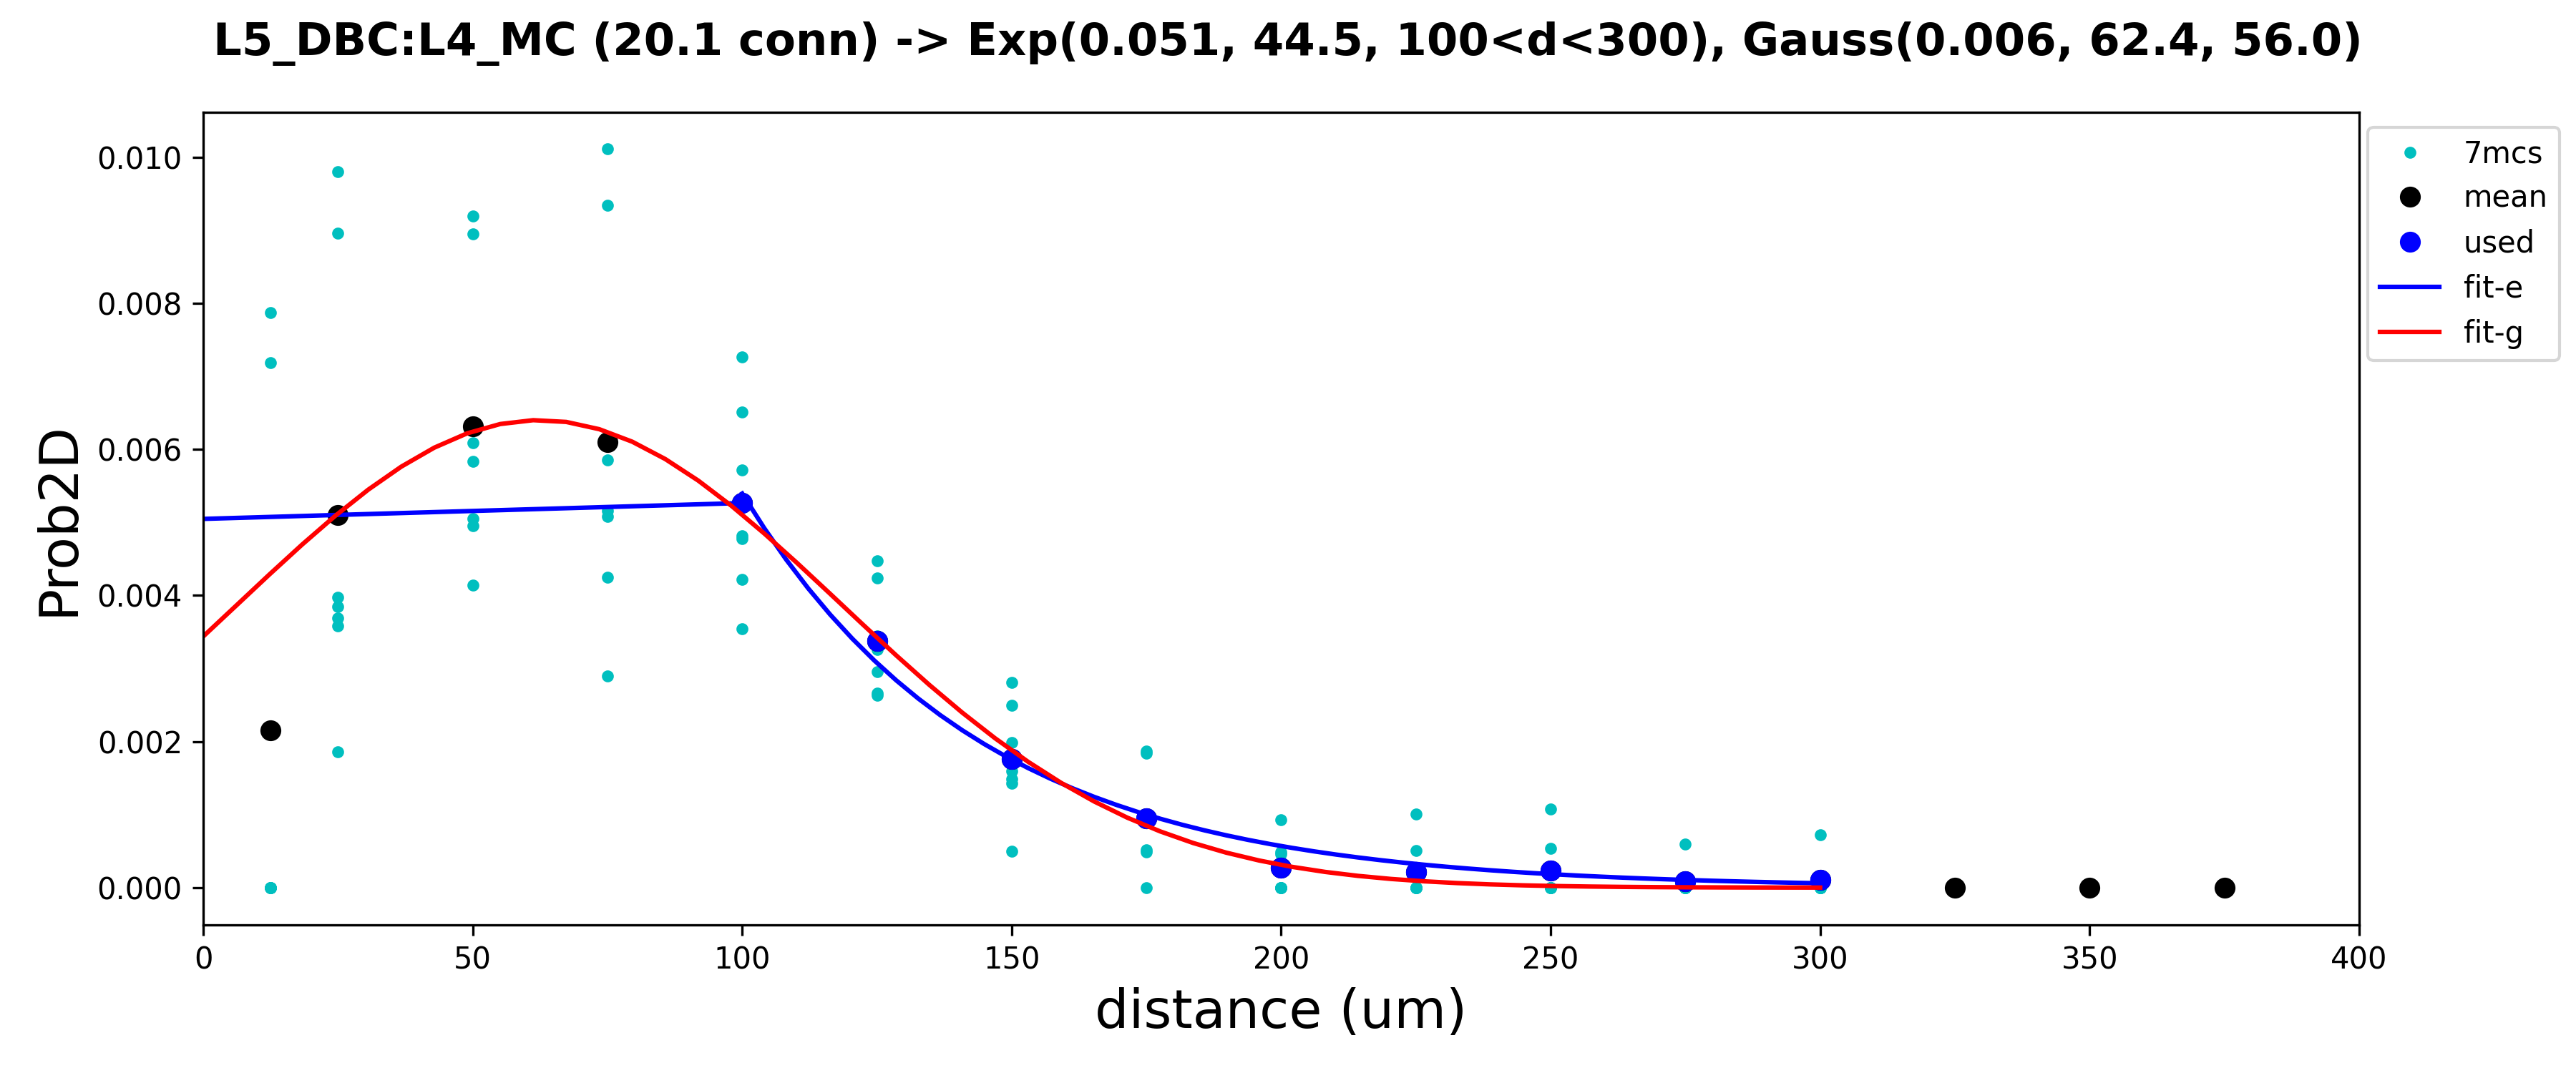 L5_DBC:L4_MC (20.1 conn) -> Exp(0.051, 44.5, 100<d<300), Gauss(0.006, 62.4, 56.0)
0.010
0.008
0.006
0.004
0.002
0.000
Prob2D
0 50 100 150 200 250 300 350 400
distance (um)
7mcs
mean
used
fit-e
fit-g